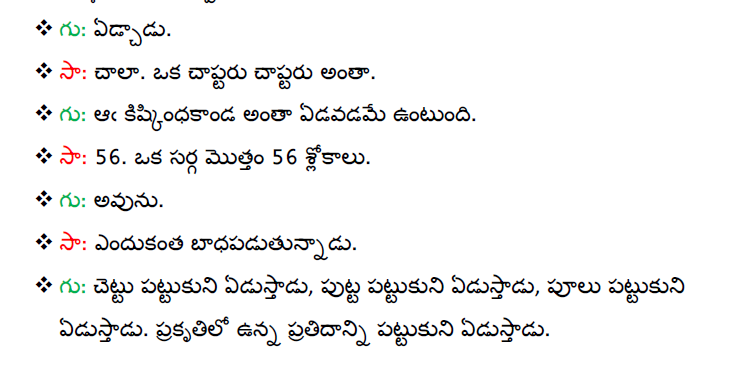 ❖ గు: ఏడ్చాడు.
❖ సా: చాలా. ఒక చాప్టరు చాప్టరు అంతా.
❖ గు: ఆఁ కిష్కింధకాండ అంతా ఏడవడమే ఉంటుంది.
❖ సా: 56. ఒక సర్గ మొత్తం 56 శ్లోకాలు.
❖ గు: అవును.
❖ సా: ఎందుకంత బాధపడుతున్నాడు.
❖ గు: చెట్టు పట్టుకుని ఏడుస్తాడు, పుట్ట పట్టుకుని ఏడుస్తాడు, పూలు పట్టుకుని
ఏడుస్తాడు. ప్రకృతిలో ఉన్న ప్రతిదాన్ని పట్టుకుని ఏడుస్తాడు.